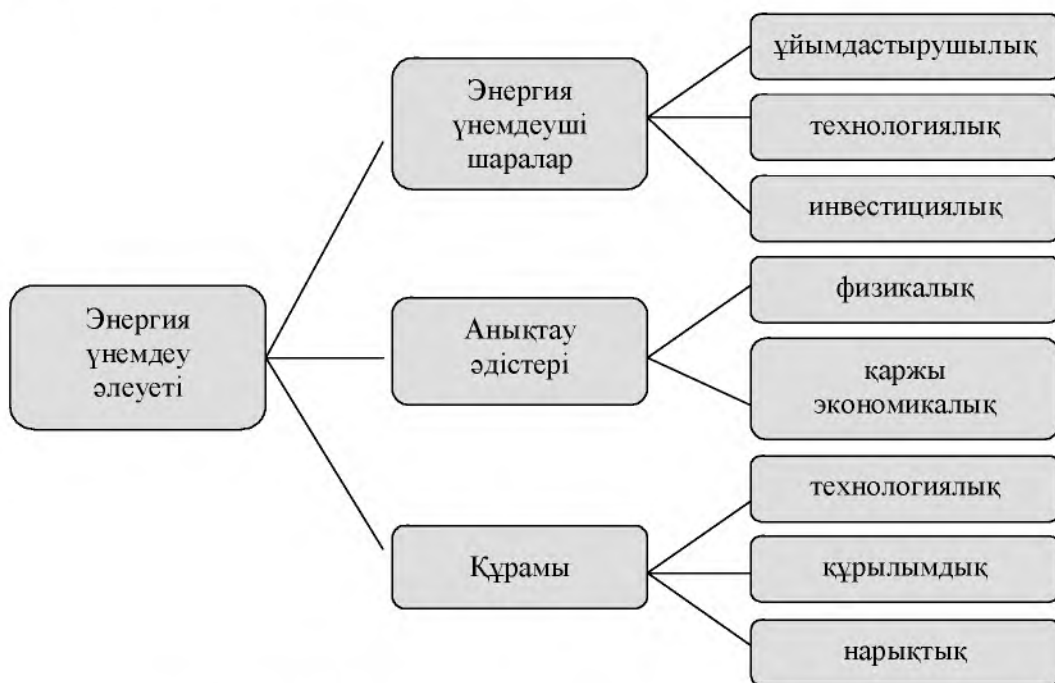 Энергия
үнемдеу
әлеуеті
Энергия
үнемдеуші
шаралар
ұйымдастырушылық
технологиялық
инвестициялық
Анықтау
әдістері
физикалық
қаржы
экономикалық
Құрамы
технологиялық
құрылымдық
нарықтық